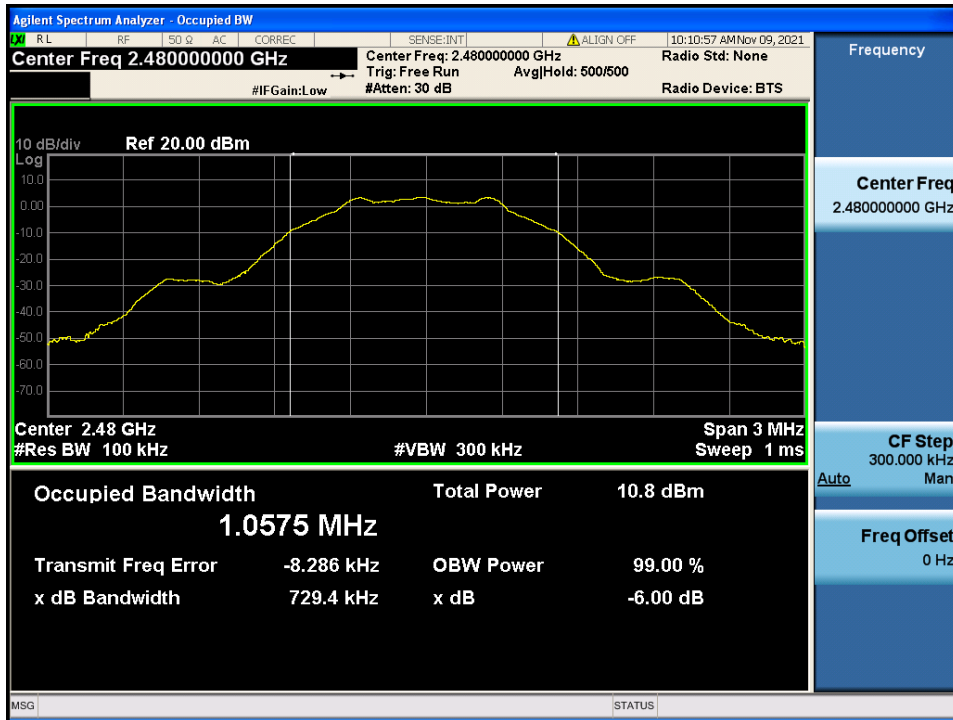 Agilent Spectrum Analyzer - Occupied BW
LXI RL RF 50 Ω AC CORREC SENSE:INT ALIGN OFF 10:10:57 AM Nov 09, 2021
Center Freq 2.480000000 GHz
Center Freq: 2.480000000 GHz Radio Std: None
Trig: Free Run Avg|Hold: 500/500
#IFGain:Low #Atten: 30 dB Radio Device: BTS
10 dB/div Ref 20.00 dBm
Log
10.0
0.00
-10.0
-20.0
-30.0
-40.0
-50.0
-60.0
-70.0
Center 2.48 GHz Span 3 MHz
#Res BW 100 kHz #VBW 300 kHz Sweep 1 ms
Occupied Bandwidth Total Power 10.8 dBm
1.0575 MHz
Transmit Freq Error -8.286 kHz OBW Power 99.00 %
x dB Bandwidth 729.4 kHz x dB -6.00 dB
MSG STATUS
Frequency
Center Freq
2.480000000 GHz
CF Step
300.000 kHz
Auto Man
Freq Offset
0 Hz